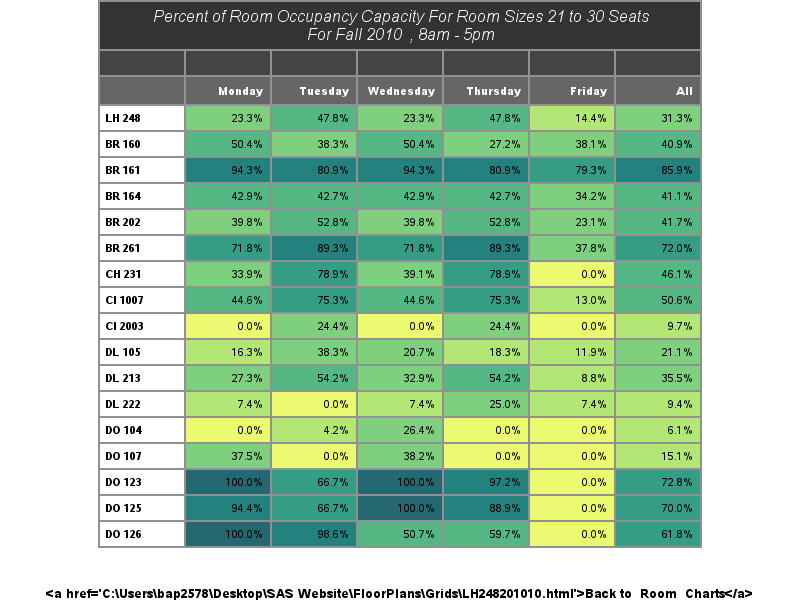 Percent of Room Occupancy Capacity For Room Sizes 21 to 30 Seats
For Fall 2010 , 8am - 5pm
Monday Tuesday Wednesday Thursday Friday All
LH 248 23.3% 47.8% 23.3% 47.8% 14.4% 31.3%
BR 160 50.4% 38.3% 50.4% 27.2% 38.1% 40.9%
BR 161 94.3% 80.9% 94.3% 80.9% 79.3% 85.9%
BR 164 42.9% 42.7% 42.9% 42.7% 34.2% 41.1%
BR 202 39.8% 52.8% 39.8% 52.8% 23.1% 41.7%
BR 261 71.8% 89.3% 71.8% 89.3% 37.8% 72.0%
CH 231 33.9% 78.9% 39.1% 78.9% 0.0% 46.1%
CI 1007 44.6% 75.3% 44.6% 75.3% 13.0% 50.6%
CI 2003 0.0% 24.4% 0.0% 24.4% 0.0% 9.7%
DL 105 16.3% 38.3% 20.7% 18.3% 11.9% 21.1%
DL 213 27.3% 54.2% 32.9% 54.2% 8.8% 35.5%
DL 222 7.4% 0.0% 7.4% 25.0% 7.4% 9.4%
DO 104 0.0% 4.2% 26.4% 0.0% 0.0% 6.1%
DO 107 37.5% 0.0% 38.2% 0.0% 0.0% 15.1%
DO 123 100.0% 66.7% 100.0% 97.2% 0.0% 72.8%
DO 125 94.4% 66.7% 100.0% 88.9% 0.0% 70.0%
DO 126 100.0% 98.6% 50.7% 59.7% 0.0% 61.8%
<a href='C:\Users\bap2578\Desktop\SAS Website\FloorPlans\Grids\LH248201010.html'>Back to Room Charts</a>